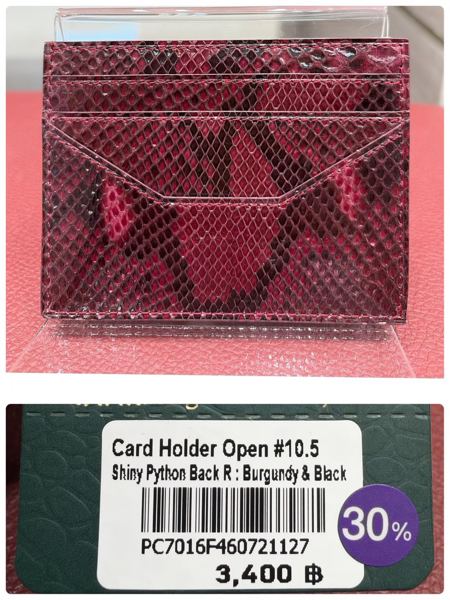 Card Holder Open #10.5
Shiny Python Back R : Burgundy & Black
PC7016F460721127
30%
3,400 ฿